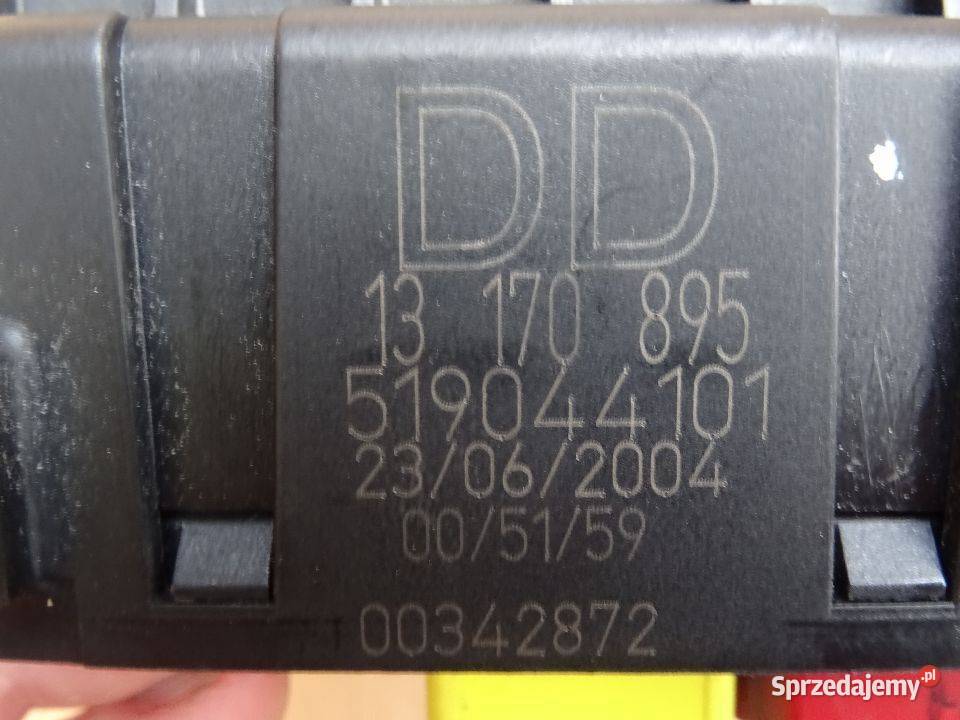 DD
13 170 895
519044101
23/06/2004
00/51/59
00342872
Sprzedajemy.pl